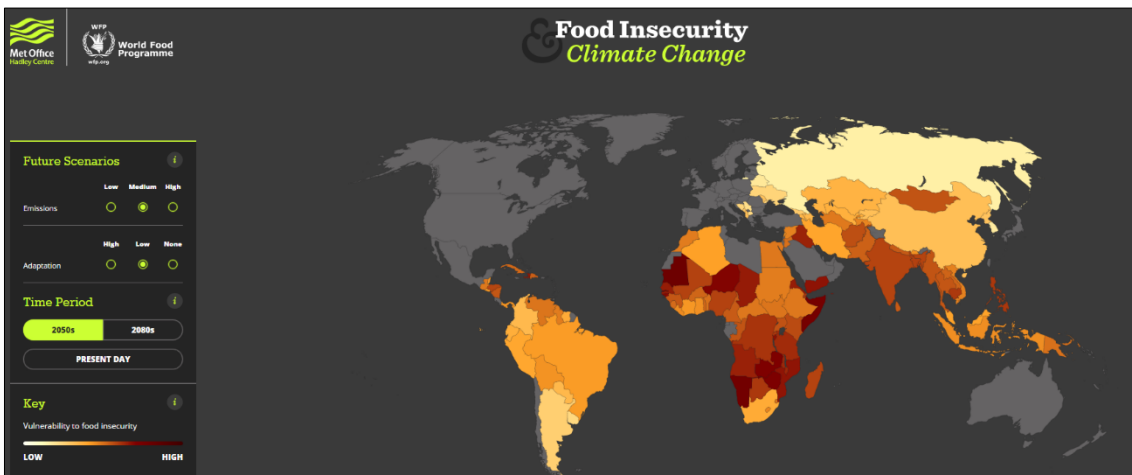 Met Office
Hadley Centre
WFP
wfp.org
World Food
Programme
& Food Insecurity
Climate Change
Future Scenarios i
Low Medium High
Emissions
High Low None
Adaptation
Time Period i
2050s 2080s
PRESENT DAY
Key i
Vulnerability to food insecurity
LOW HIGH